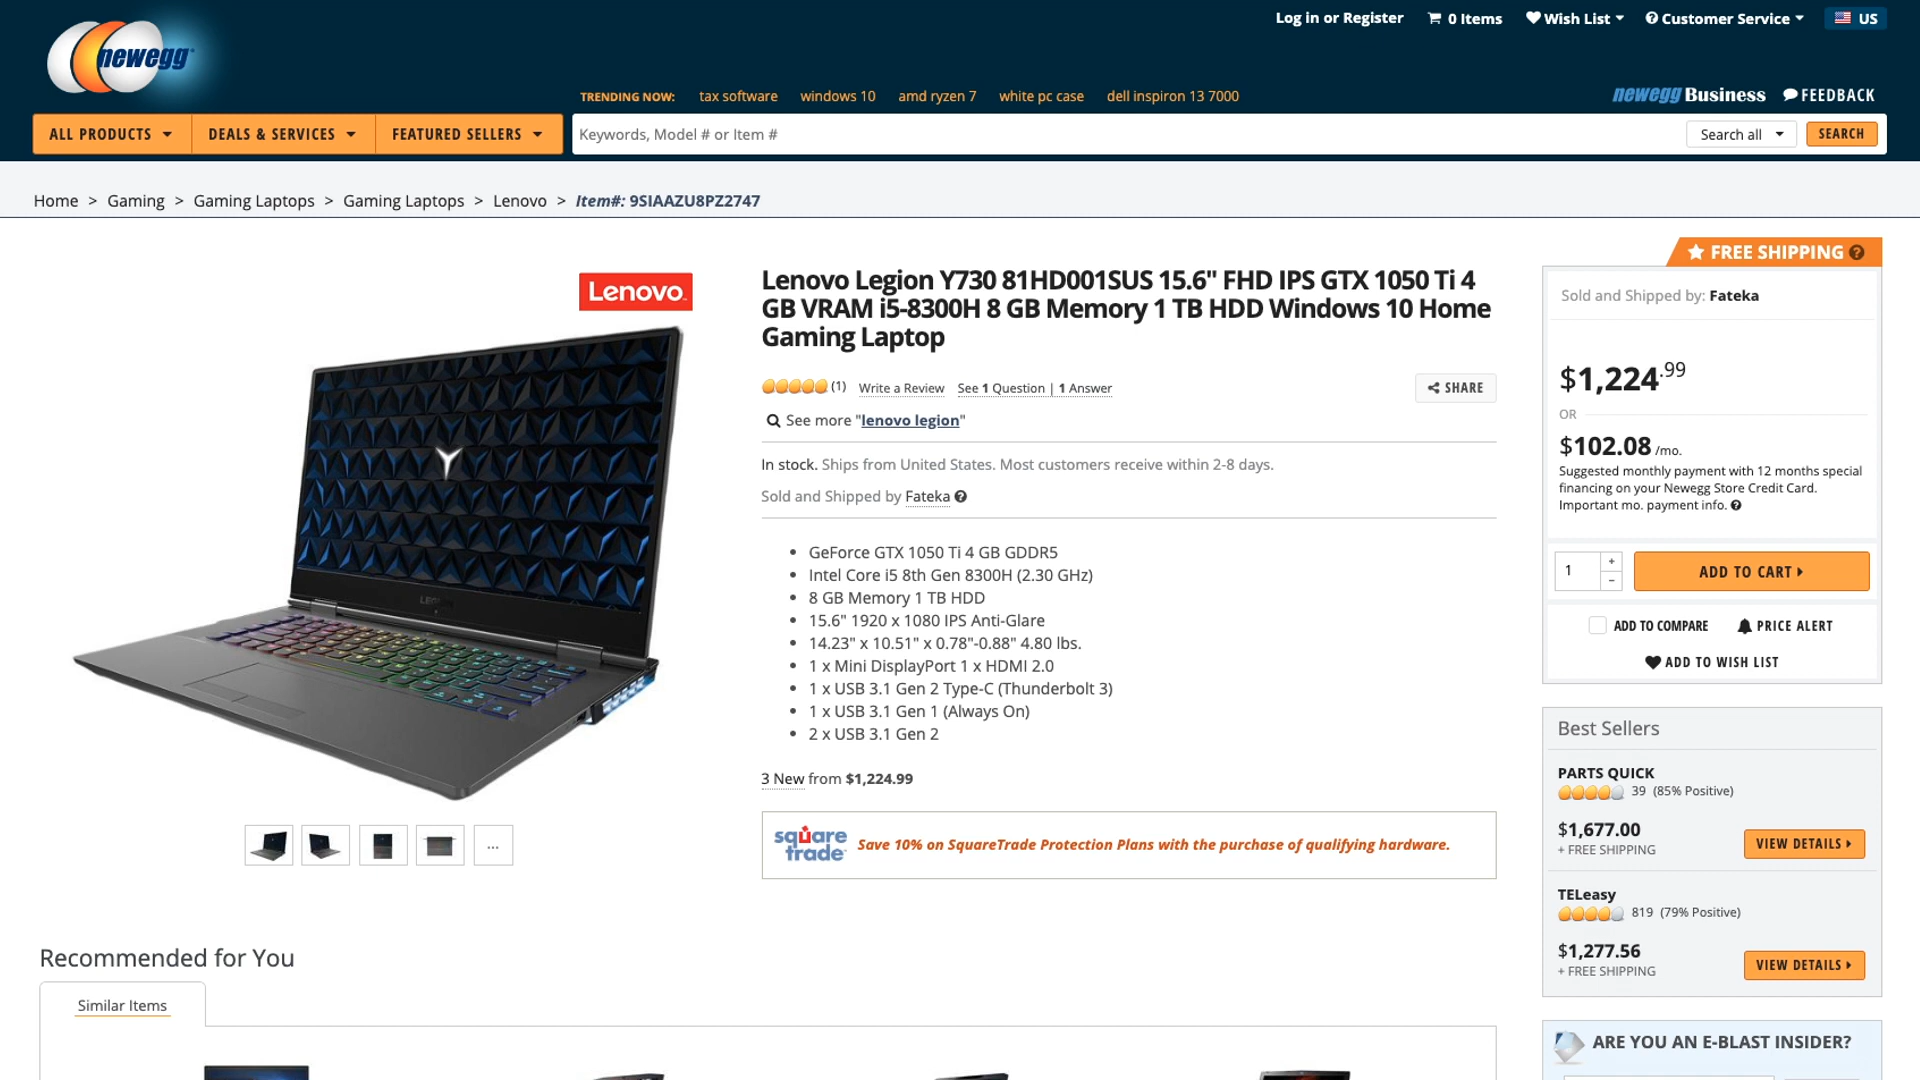 Log in or Register
0 Items
Wish List
Customer Service
US
newegg
TRENDING NOW: tax software windows 10 amd ryzen 7 white pc case dell inspiron 13 7000
newegg Business
FEEDBACK
ALL PRODUCTS
DEALS & SERVICES
FEATURED SELLERS
Keywords, Model # or Item #
Search all
SEARCH
Home > Gaming > Gaming Laptops > Gaming Laptops > Lenovo > Item#: 9SIAAZU8PZ2747
Lenovo
Lenovo Legion Y730 81HD001SUS 15.6" FHD IPS GTX 1050 Ti 4
GB VRAM i5-8300H 8 GB Memory 1 TB HDD Windows 10 Home
Gaming Laptop
(1) Write a Review See 1 Question | 1 Answer
SHARE
See more "lenovo legion"
In stock. Ships from United States. Most customers receive within 2-8 days.
Sold and Shipped by Fateka
• GeForce GTX 1050 Ti 4 GB GDDR5
• Intel Core i5 8th Gen 8300H (2.30 GHz)
• 8 GB Memory 1 TB HDD
• 15.6" 1920 x 1080 IPS Anti-Glare
• 14.23" x 10.51" x 0.78"-0.88" 4.80 lbs.
• 1 x Mini DisplayPort 1 x HDMI 2.0
• 1 x USB 3.1 Gen 2 Type-C (Thunderbolt 3)
• 1 x USB 3.1 Gen 1 (Always On)
• 2 x USB 3.1 Gen 2
3 New from $1,224.99
square trade
Save 10% on SquareTrade Protection Plans with the purchase of qualifying hardware.
...
FREE SHIPPING
Sold and Shipped by: Fateka
$1,224.99
OR
$102.08 /mo.
Suggested monthly payment with 12 months special
financing on your Newegg Store Credit Card.
Important mo. payment info.
1
+
-
ADD TO CART
ADD TO COMPARE
PRICE ALERT
ADD TO WISH LIST
Best Sellers
PARTS QUICK
39 (85% Positive)
$1,677.00
+ FREE SHIPPING
VIEW DETAILS
TELeasy
819 (79% Positive)
$1,277.56
+ FREE SHIPPING
VIEW DETAILS
ARE YOU AN E-BLAST INSIDER?
Recommended for You
Similar Items